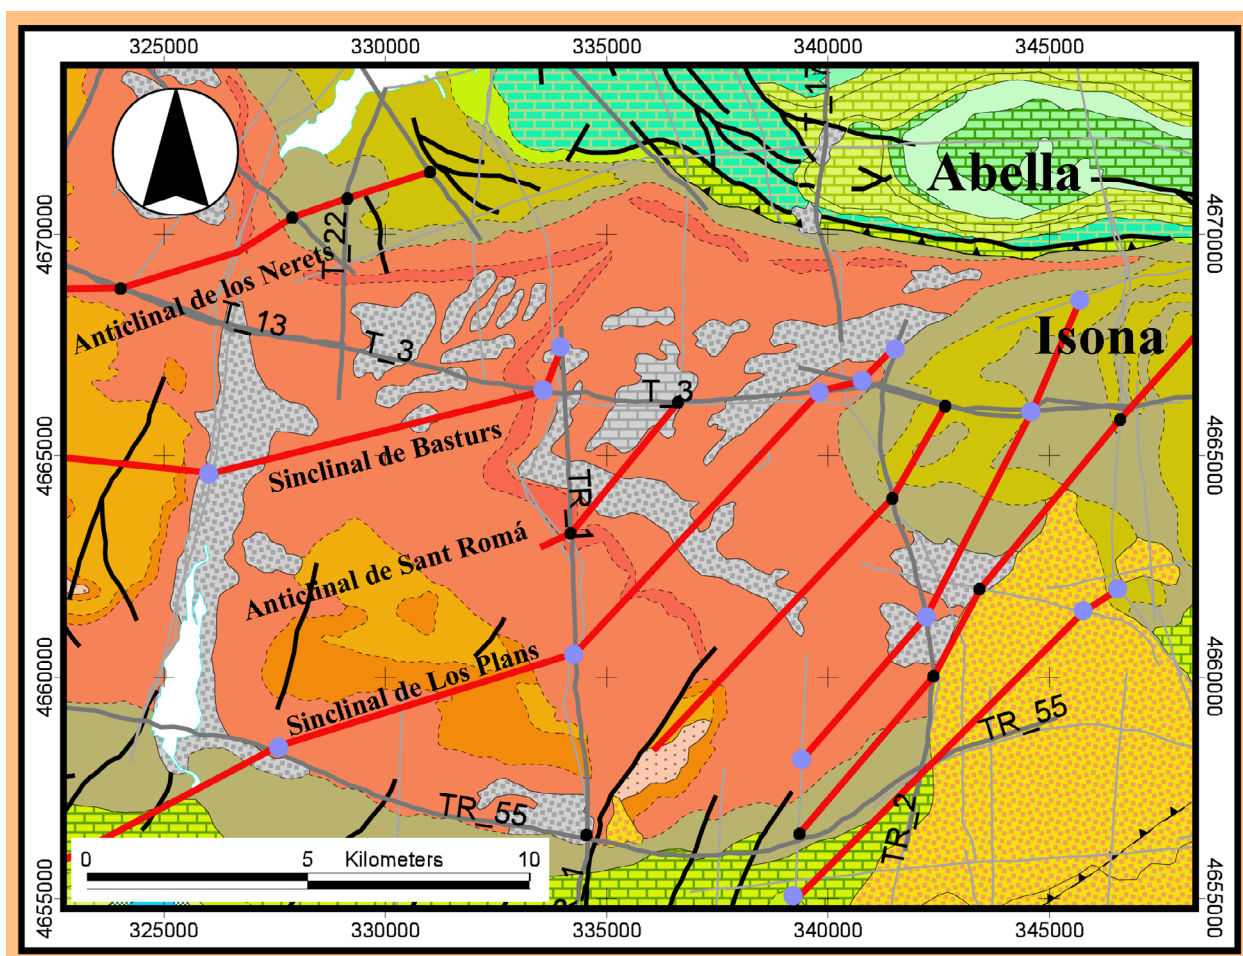 325000 330000 335000 340000 345000
T_17
Abella
4670000
4670000
T_22
Anticlinal de los Nerets
T_13
T_3
T_3
Isona
4665000
4665000
Sinclinal de Basturs
TR_1
Anticlinal de Sant Romá
4660000
4660000
Sinclinal de Los Plans
TR_55
TR_55
TR_2
0 5 Kilometers 10
4655000
4655000
325000 330000 335000 340000 345000